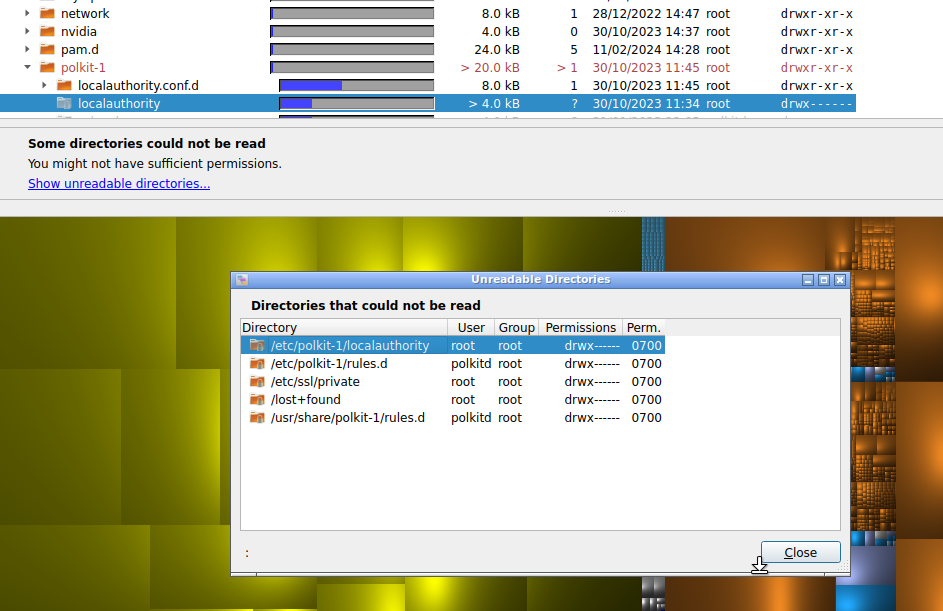 network 8.0 kB 1 28/12/2022 14:47 root drwxr-xr-x
nvidia 4.0 kB 0 30/10/2023 14:37 root drwxr-xr-x
pam.d 24.0 kB 5 11/02/2024 14:28 root drwxr-xr-x
polkit-1 > 20.0 kB > 1 30/10/2023 11:45 root drwxr-xr-x
localauthority.conf.d 8.0 kB 1 30/10/2023 11:45 root drwxr-xr-x
localauthority > 4.0 kB ? 30/10/2023 11:34 root drwx------
Some directories could not be read
You might not have sufficient permissions.
Show unreadable directories...
Unreadable Directories
Directories that could not be read
Directory User Group Permissions Perm.
/etc/polkit-1/localauthority root root drwx------ 0700
/etc/polkit-1/rules.d polkitd root drwx------ 0700
/etc/ssl/private root root drwx------ 0700
/lost+found root root drwx------ 0700
/usr/share/polkit-1/rules.d polkitd root drwx------ 0700
:
Close